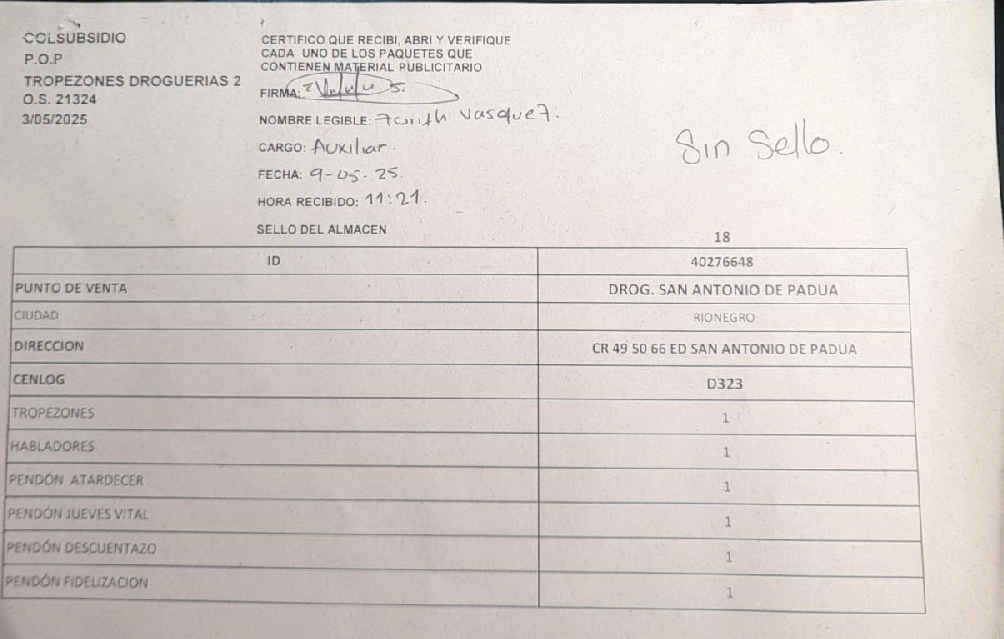 COLSUBSIDIO
P.O.P
TROPEZONES DROGUERIAS 2
O.S. 21324
3/05/2025
CERTIFICO QUE RECIBI, ABRI Y VERIFIQUE
CADA UNO DE LOS PAQUETES QUE
CONTIENEN MATERIAL PUBLICITARIO
FIRMA:
NOMBRE LEGIBLE: Vasquez.
CARGO: Auxiliar.
FECHA: 9-05-25.
HORA RECIBIDO: 11:21.
SELLO DEL ALMACEN
Sin Sello.
18
ID 40276648
PUNTO DE VENTA DROG. SAN ANTONIO DE PADUA
CIUDAD RIONEGRO
DIRECCION CR 49 50 66 ED SAN ANTONIO DE PADUA
CENLOG D323
TROPEZONES 1
HABLADORES 1
PENDÓN ATARDECER 1
PENDÓN JUEVES VITAL 1
PENDÓN DESCUENTAZO 1
PENDÓN FIDELIZACION 1